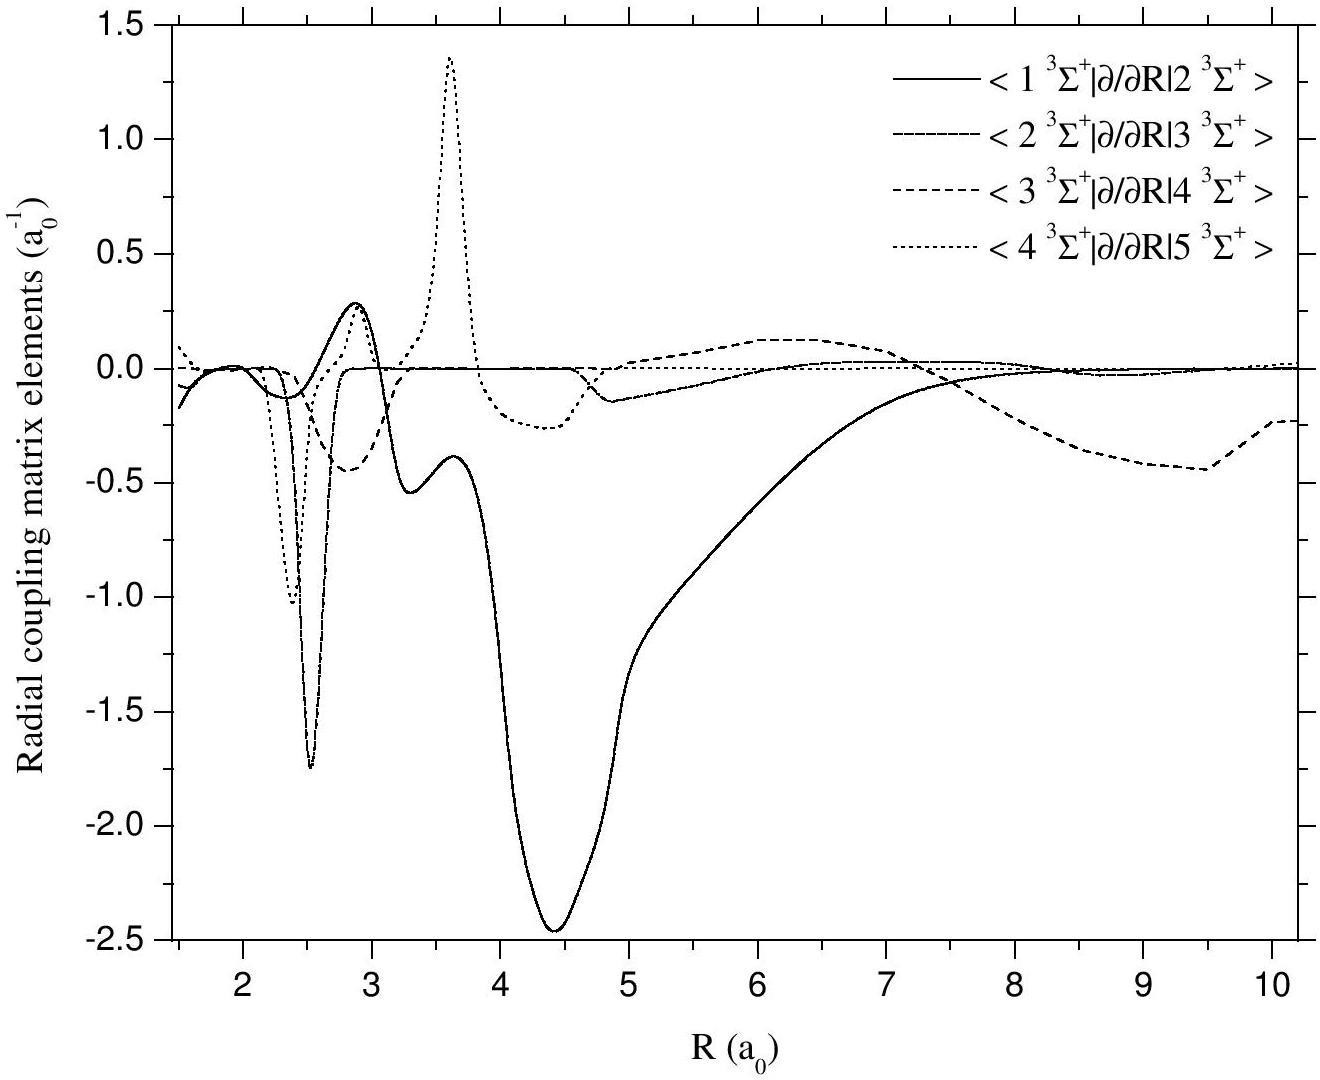 1.5
1.0
0.5
0.0
-0.5
-1.0
-1.5
-2.0
-2.5
Radial coupling matrix elements (a₀⁻¹)
< 1 ³Σ⁺|∂/∂R|2 ³Σ⁺ >
< 2 ³Σ⁺|∂/∂R|3 ³Σ⁺ >
< 3 ³Σ⁺|∂/∂R|4 ³Σ⁺ >
< 4 ³Σ⁺|∂/∂R|5 ³Σ⁺ >
2 3 4 5 6 7 8 9 10
R (a₀)